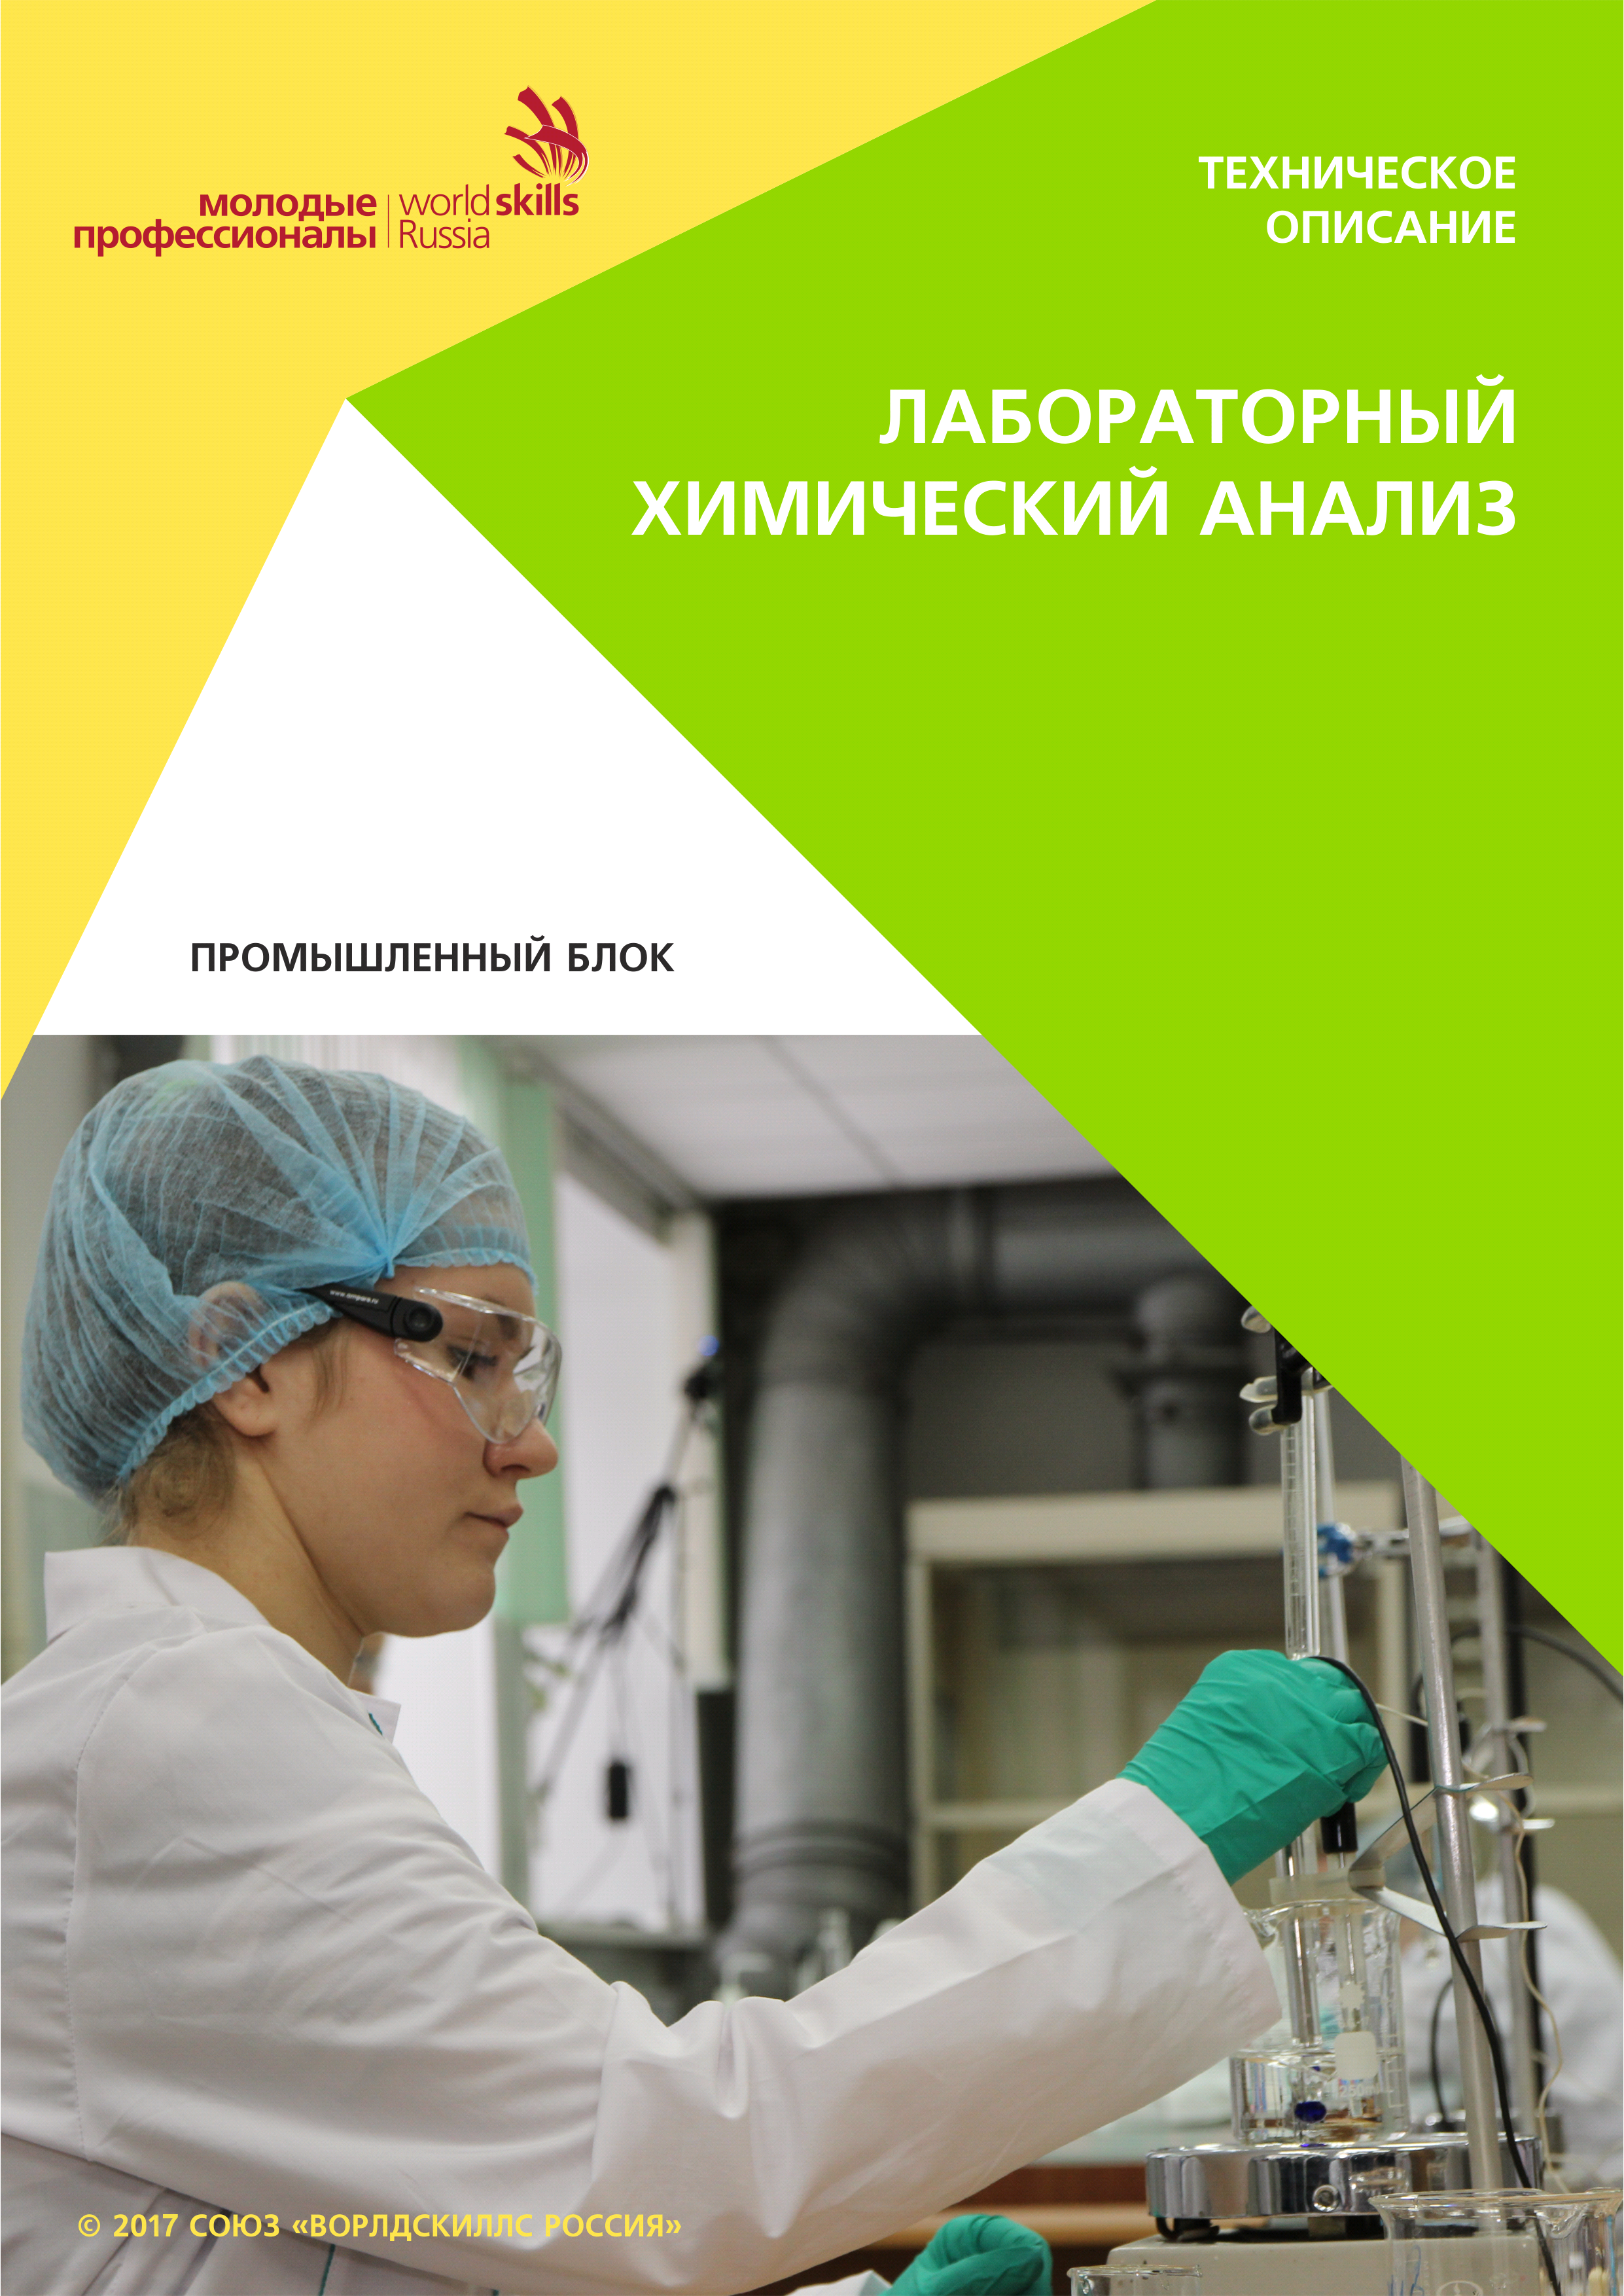 молодые
профессионалы
world skills
Russia
ТЕХНИЧЕСКОЕ
ОПИСАНИЕ
ЛАБОРАТОРНЫЙ
ХИМИЧЕСКИЙ АНАЛИЗ
ПРОМЫШЛЕННЫЙ БЛОК
© 2017 СОЮЗ «ВОРЛДСКИЛЛС РОССИЯ»